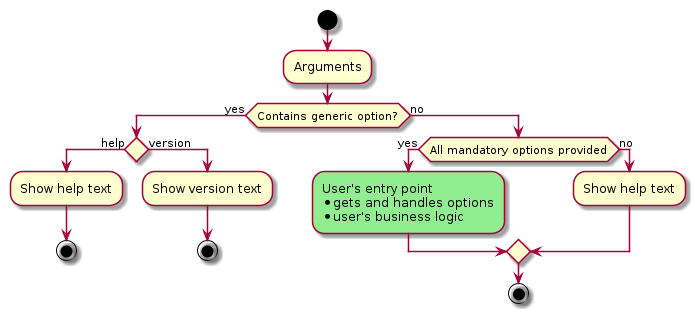 Arguments
yes
Contains generic option?
no
help
version
yes
All mandatory options provided
no
Show help text
Show version text
User's entry point
•gets and handles options
•user's business logic
Show help text